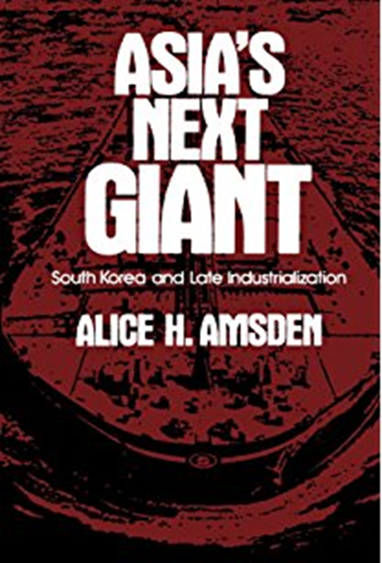 ASIA'S
NEXT
GIANT
South Korea and Late Industrialization
ALICE H. AMSDEN